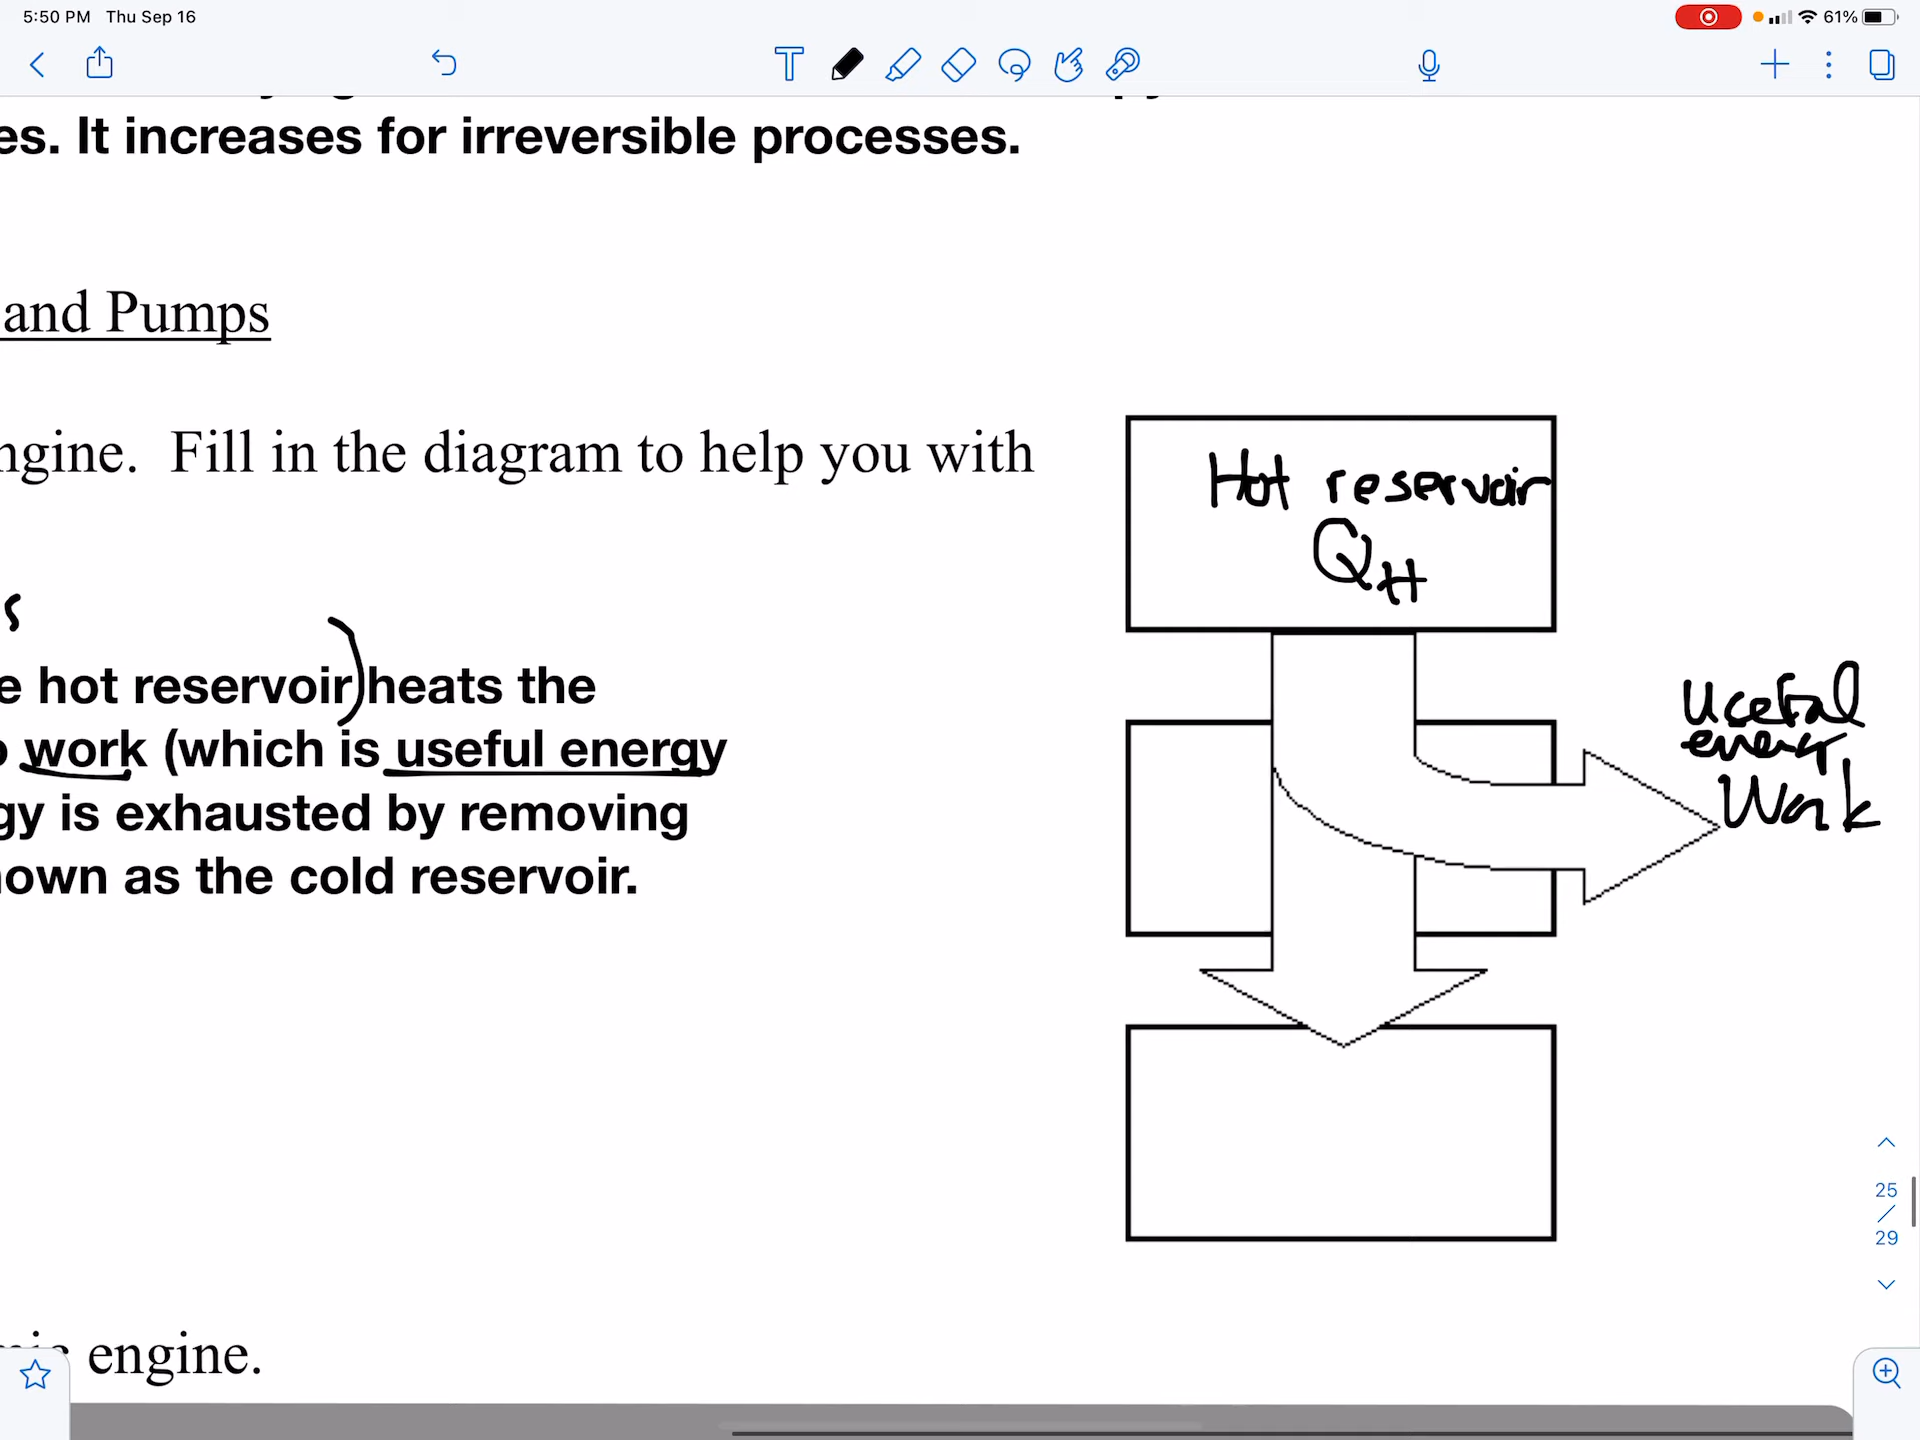 5:50 PM Thu Sep 16
61%
es. It increases for irreversible processes.
and Pumps
ngine. Fill in the diagram to help you with
s
e hot reservoir) heats the
work (which is useful energy
gy is exhausted by removing
own as the cold reservoir.
Hot reservoir
QH
Useful
energy
Work
25
/
29
engine.